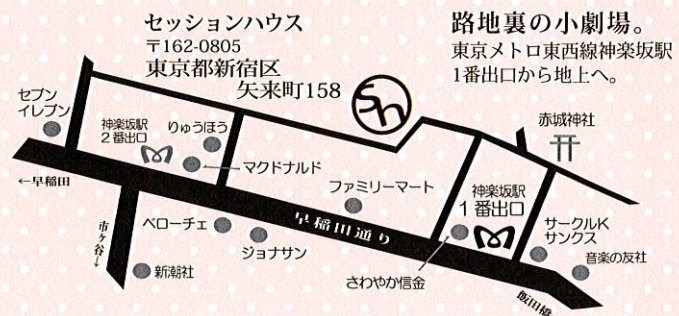 セッションハウス
〒162-0805
東京都新宿区
矢来町158
路地裏の小劇場。
東京メトロ東西線神楽坂駅
1番出口から地上へ。
sh
セブン
イレブン
神楽坂駅
2番出口
りゅうほう
マクドナルド
赤城神社
ファミリーマート
神楽坂駅
1番出口
←早稲田
市ヶ谷→
ベローチェ
ジョナサン
早稲田通り
サークルK
サンクス
音楽の友社
新潮社
さわやか信金
飯田橋